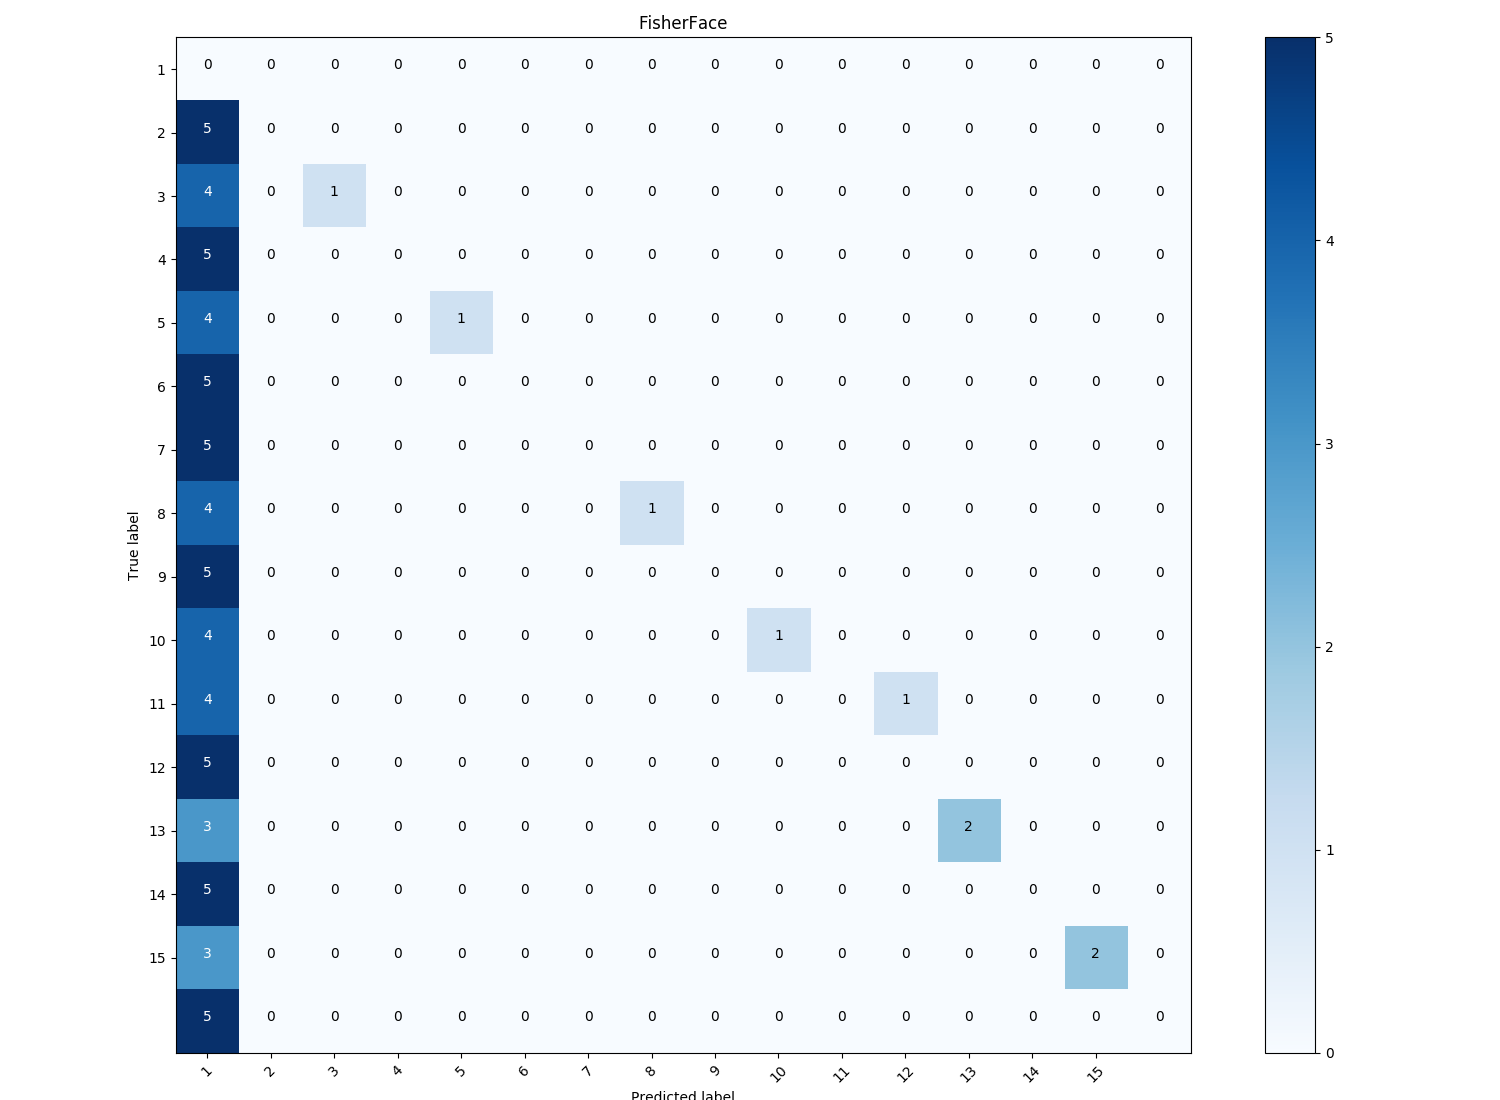 FisherFace
1 0 0 0 0 0 0 0 0 0 0 0 0 0 0 0 0
2 5 0 0 0 0 0 0 0 0 0 0 0 0 0 0 0
3 4 0 1 0 0 0 0 0 0 0 0 0 0 0 0 0
4 5 0 0 0 0 0 0 0 0 0 0 0 0 0 0 0
5 4 0 0 0 1 0 0 0 0 0 0 0 0 0 0 0
6 5 0 0 0 0 0 0 0 0 0 0 0 0 0 0 0
7 5 0 0 0 0 0 0 0 0 0 0 0 0 0 0 0
8 4 0 0 0 0 0 0 1 0 0 0 0 0 0 0 0
9 5 0 0 0 0 0 0 0 0 0 0 0 0 0 0 0
10 4 0 0 0 0 0 0 0 0 1 0 0 0 0 0 0
11 4 0 0 0 0 0 0 0 0 0 0 1 0 0 0 0
12 5 0 0 0 0 0 0 0 0 0 0 0 0 0 0 0
13 3 0 0 0 0 0 0 0 0 0 0 0 2 0 0 0
14 5 0 0 0 0 0 0 0 0 0 0 0 0 0 0 0
15 3 0 0 0 0 0 0 0 0 0 0 0 0 0 2 0
5 0 0 0 0 0 0 0 0 0 0 0 0 0 0 0
1 2 3 4 5 6 7 8 9 10 11 12 13 14 15
True label
Predicted label
5
4
3
2
1
0